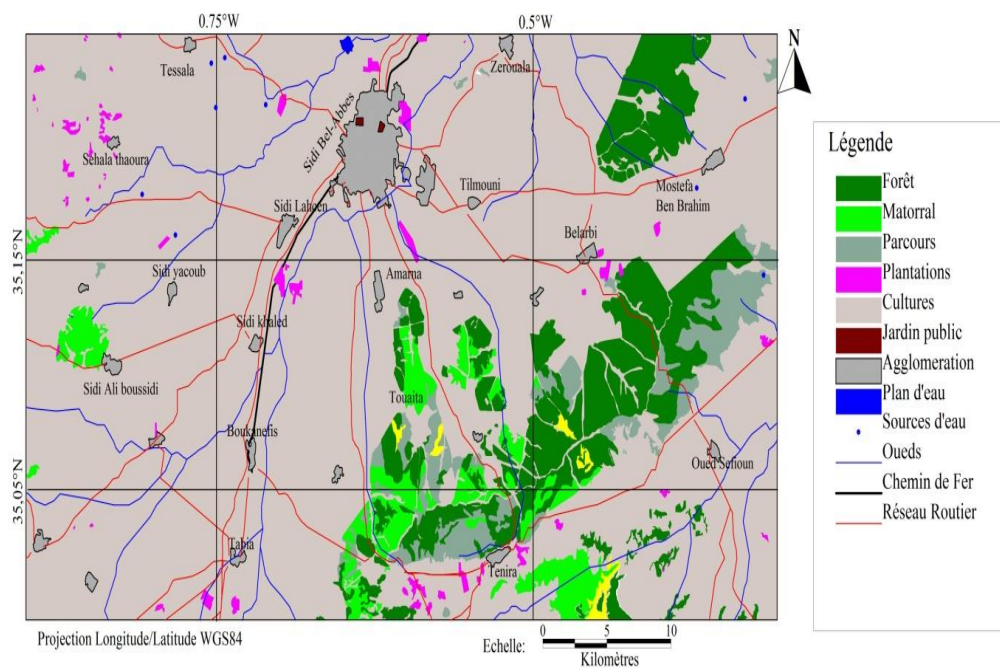 0.75°W
0.5°W
N
Tessala
Zerouala
Sidi Bel-Abbes
Sehala thaoura
Tilmouni
Mostefa
Ben Brahim
Sidi Lahcen
Belarbi
35.15°N
Sidi yacoub
Amarna
Sidi khaled
Touaita
Sidi Ali boussidi
Boukanefis
Oued Sefioun
35.05°N
Tabia
Tenira
Légende
Forêt
Matorral
Parcours
Plantations
Cultures
Jardin public
Agglomeration
Plan d'eau
Sources d'eau
Oueds
Chemin de Fer
Réseau Routier
Projection Longitude/Latitude WGS84
Echelle:
0 5 10
Kilomètres